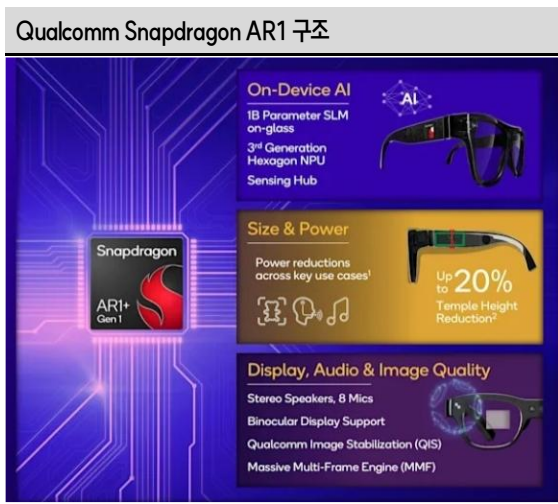 Qualcomm Snapdragon AR1 구조
Snapdragon
AR1+
Gen 1
On-Device AI
1B Parameter SLM
on-glass
3rd Generation
Hexagon NPU
Sensing Hub
AI
Size & Power
Power reductions
across key use cases¹
Up to 20%
Temple Height
Reduction²
Display, Audio & Image Quality
Stereo Speakers, 8 Mics
Binocular Display Support
Qualcomm Image Stabilization (QIS)
Massive Multi-Frame Engine (MMF)